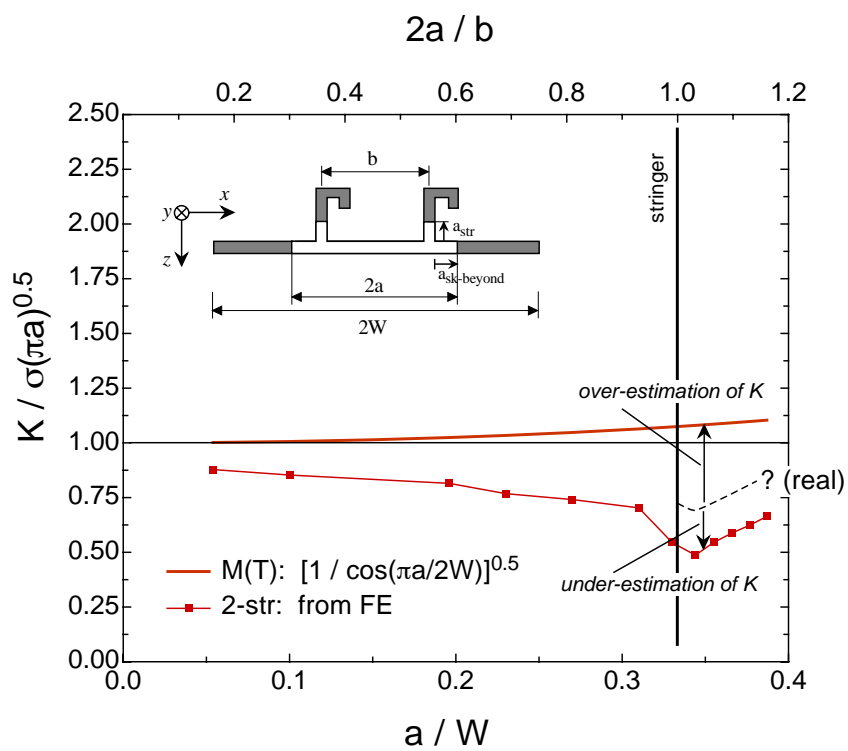 2a / b
0.2 0.4 0.6 0.8 1.0 1.2
2.50
2.25
2.00
1.75
1.50
1.25
1.00
0.75
0.50
0.25
0.00
K / σ(πa)^0.5
b
x
y
z
a_str
a_sk-beyond
2a
2W
stringer
over-estimation of K
? (real)
M(T): [1 / cos(πa/2W)]^0.5
2-str: from FE
under-estimation of K
0.0 0.1 0.2 0.3 0.4
a / W